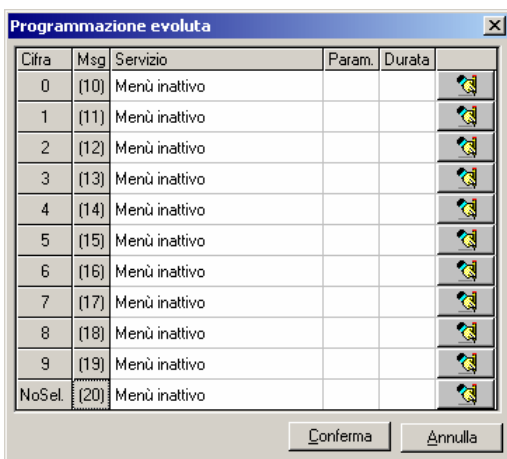 Programmazione evoluta
Cifra Msg Servizio Param. Durata
0 (10) Menù inattivo
1 (11) Menù inattivo
2 (12) Menù inattivo
3 (13) Menù inattivo
4 (14) Menù inattivo
5 (15) Menù inattivo
6 (16) Menù inattivo
7 (17) Menù inattivo
8 (18) Menù inattivo
9 (19) Menù inattivo
NoSel. (20) Menù inattivo
Conferma Annulla